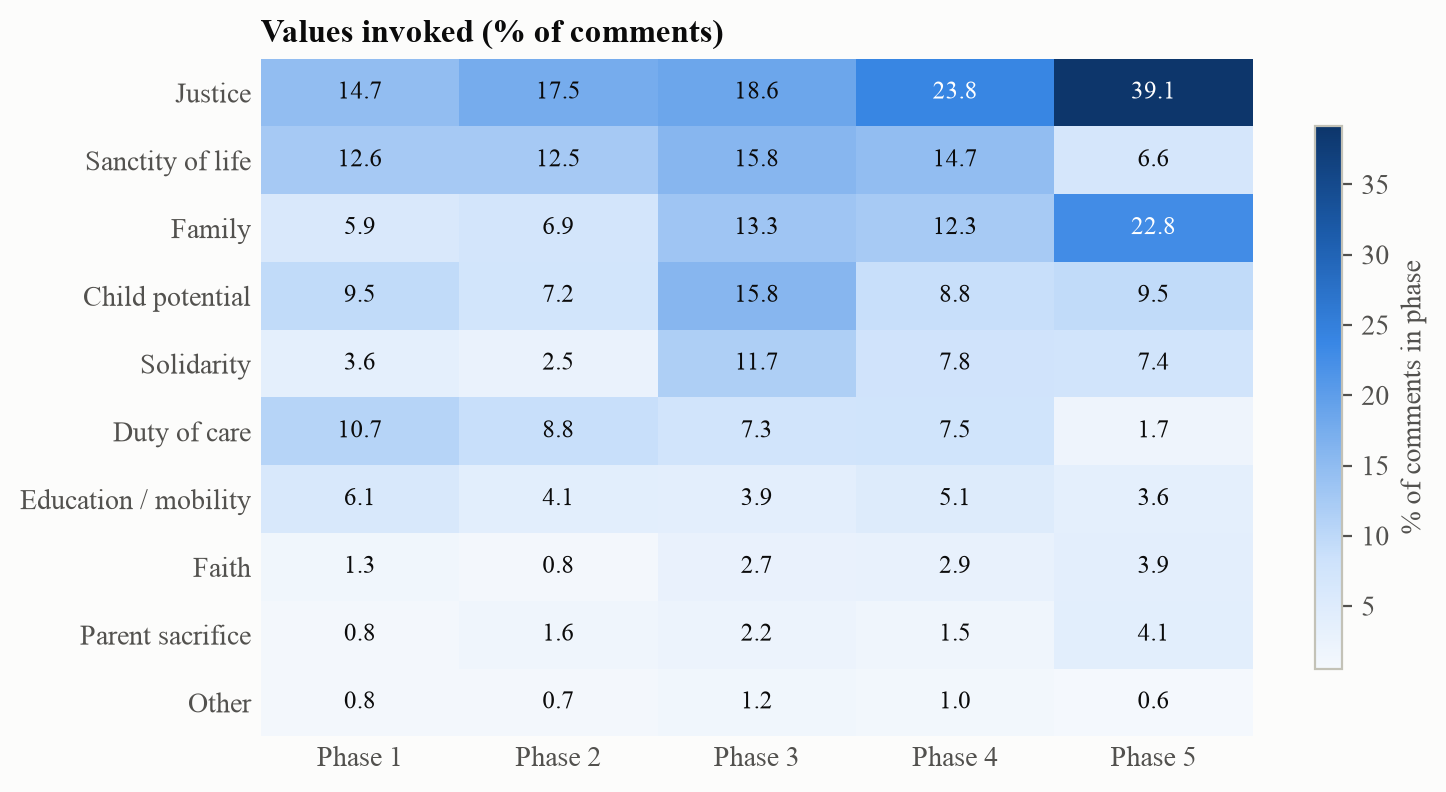 Values invoked (% of comments)
Justice 14.7 17.5 18.6 23.8 39.1
Sanctity of life 12.6 12.5 15.8 14.7 6.6
Family 5.9 6.9 13.3 12.3 22.8
Child potential 9.5 7.2 15.8 8.8 9.5
Solidarity 3.6 2.5 11.7 7.8 7.4
Duty of care 10.7 8.8 7.3 7.5 1.7
Education / mobility 6.1 4.1 3.9 5.1 3.6
Faith 1.3 0.8 2.7 2.9 3.9
Parent sacrifice 0.8 1.6 2.2 1.5 4.1
Other 0.8 0.7 1.2 1.0 0.6
Phase 1 Phase 2 Phase 3 Phase 4 Phase 5
35
30
25
20
15
10
5
% of comments in phase